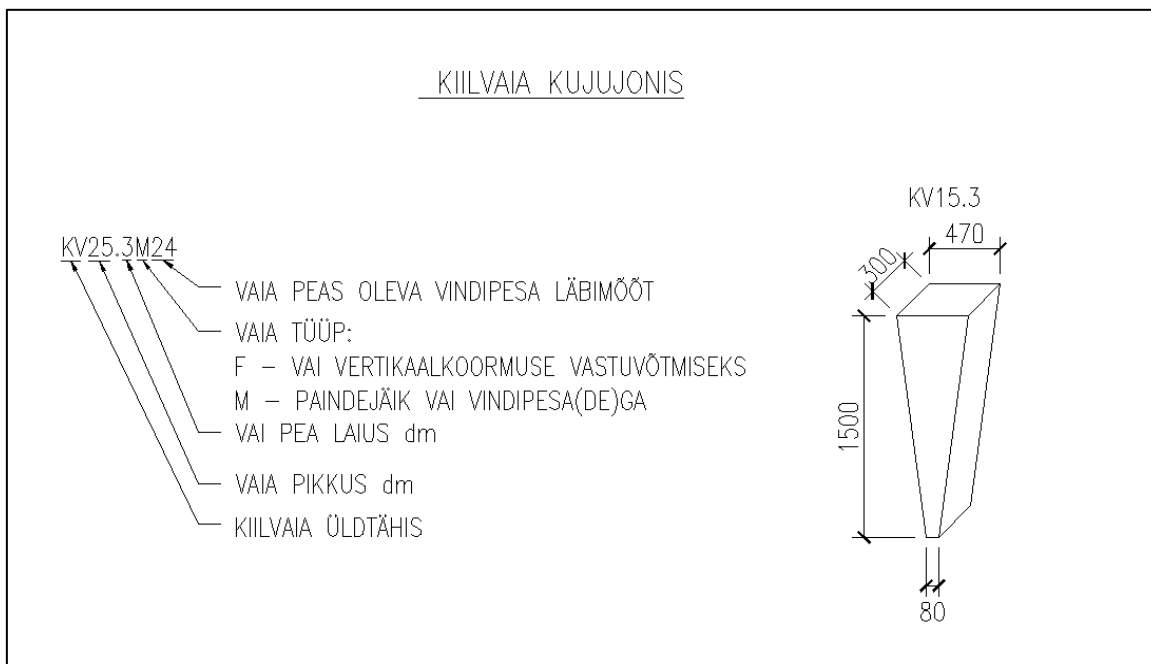 KIILVAIA KUJUJONIS
KV25.3M24
VAIA PEAS OLEVA VINDIPESA LÄBIMÕÕT
VAIA TÜÜP:
F – VAI VERTIKAALKOORMUSE VASTUVÕTMISEKS
M – PAINDEJÄIK VAI VINDIPESA(DE)GA
VAI PEA LAIUS dm
VAIA PIKKUS dm
KIILVAIA ÜLDTÄHIS
KV15.3
470
300
1500
80